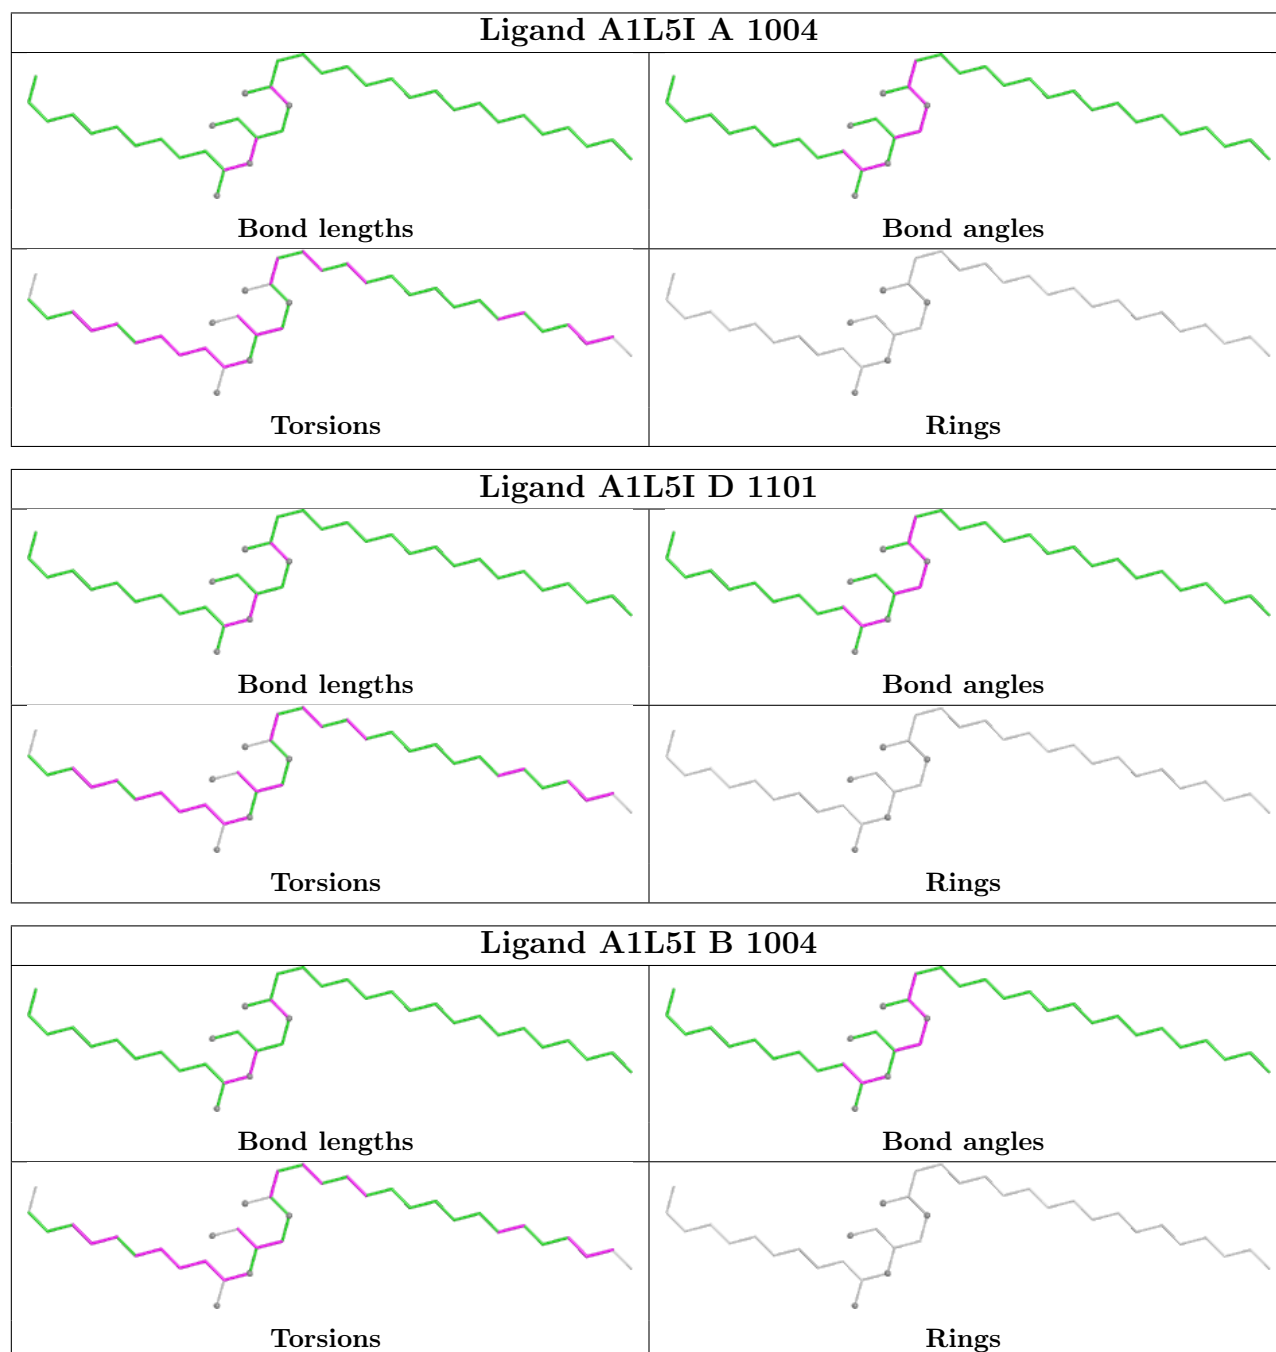 Ligand A1L5I A 1004
Bond lengths
Bond angles
Torsions
Rings
Ligand A1L5I D 1101
Bond lengths
Bond angles
Torsions
Rings
Ligand A1L5I B 1004
Bond lengths
Bond angles
Torsions
Rings